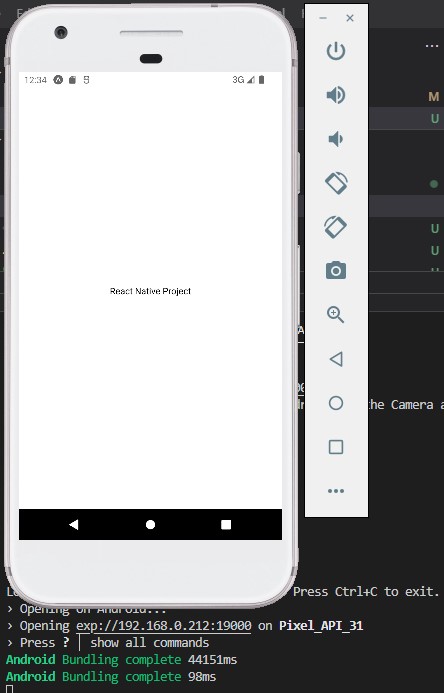 M
12:34
3G
U
U
React Native Project
U
the Camera a
Press Ctrl+C to exit.
› Opening on Android...
› Opening exp://192.168.0.212:19000 on Pixel_API_31
› Press ? │ show all commands
Android Bundling complete 44151ms
Android Bundling complete 98ms